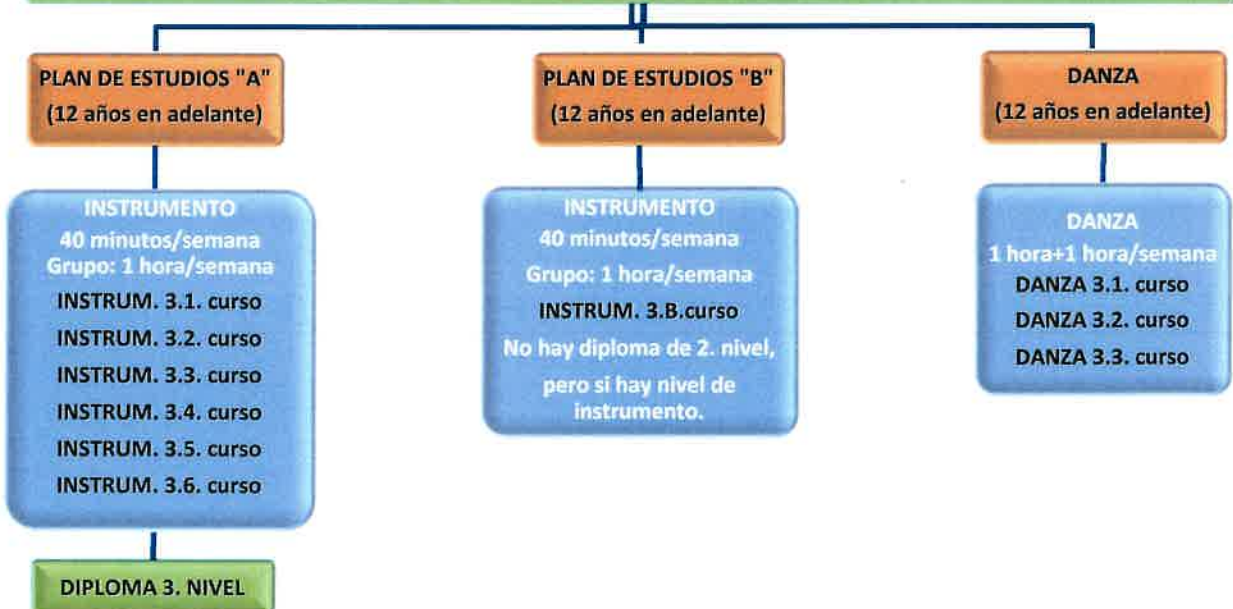 PLAN DE ESTUDIOS "A"
(12 años en adelante)
INSTRUMENTO
40 minutos/semana
Grupo: 1 hora/semana
INSTRUM. 3.1. curso
INSTRUM. 3.2. curso
INSTRUM. 3.3. curso
INSTRUM. 3.4. curso
INSTRUM. 3.5. curso
INSTRUM. 3.6. curso
DIPLOMA 3. NIVEL
PLAN DE ESTUDIOS "B"
(12 años en adelante)
INSTRUMENTO
40 minutos/semana
Grupo: 1 hora/semana
INSTRUM. 3.B.curso
No hay diploma de 2. nivel,
pero si hay nivel de
instrumento.
DANZA
(12 años en adelante)
DANZA
1 hora+1 hora/semana
DANZA 3.1. curso
DANZA 3.2. curso
DANZA 3.3. curso